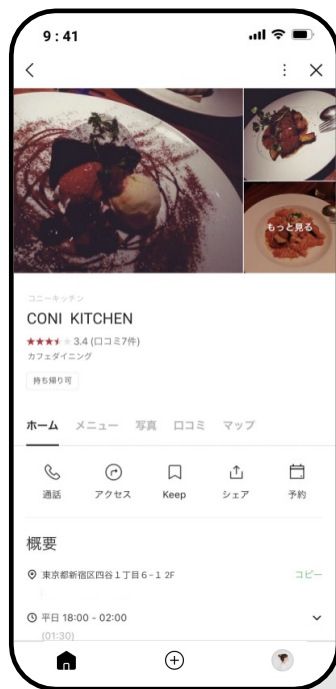 9:41
もっと見る
コニーキッチン
CONI KITCHEN
3.4 (口コミ7件)
カフェダイニング
持ち帰り可
ホーム メニュー 写真 口コミ マップ
通話 アクセス Keep シェア 予約
概要
東京都新宿区四谷1丁目6-1 2F コピー
平日 18:00 - 02:00
(01:30)